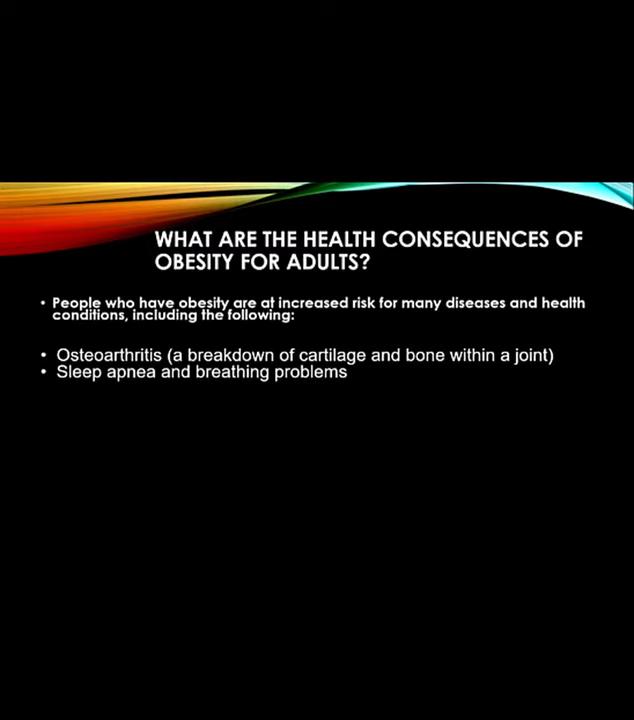 WHAT ARE THE HEALTH CONSEQUENCES OF
OBESITY FOR ADULTS?
• People who have obesity are at increased risk for many diseases and health
conditions, including the following:
• Osteoarthritis (a breakdown of cartilage and bone within a joint)
• Sleep apnea and breathing problems